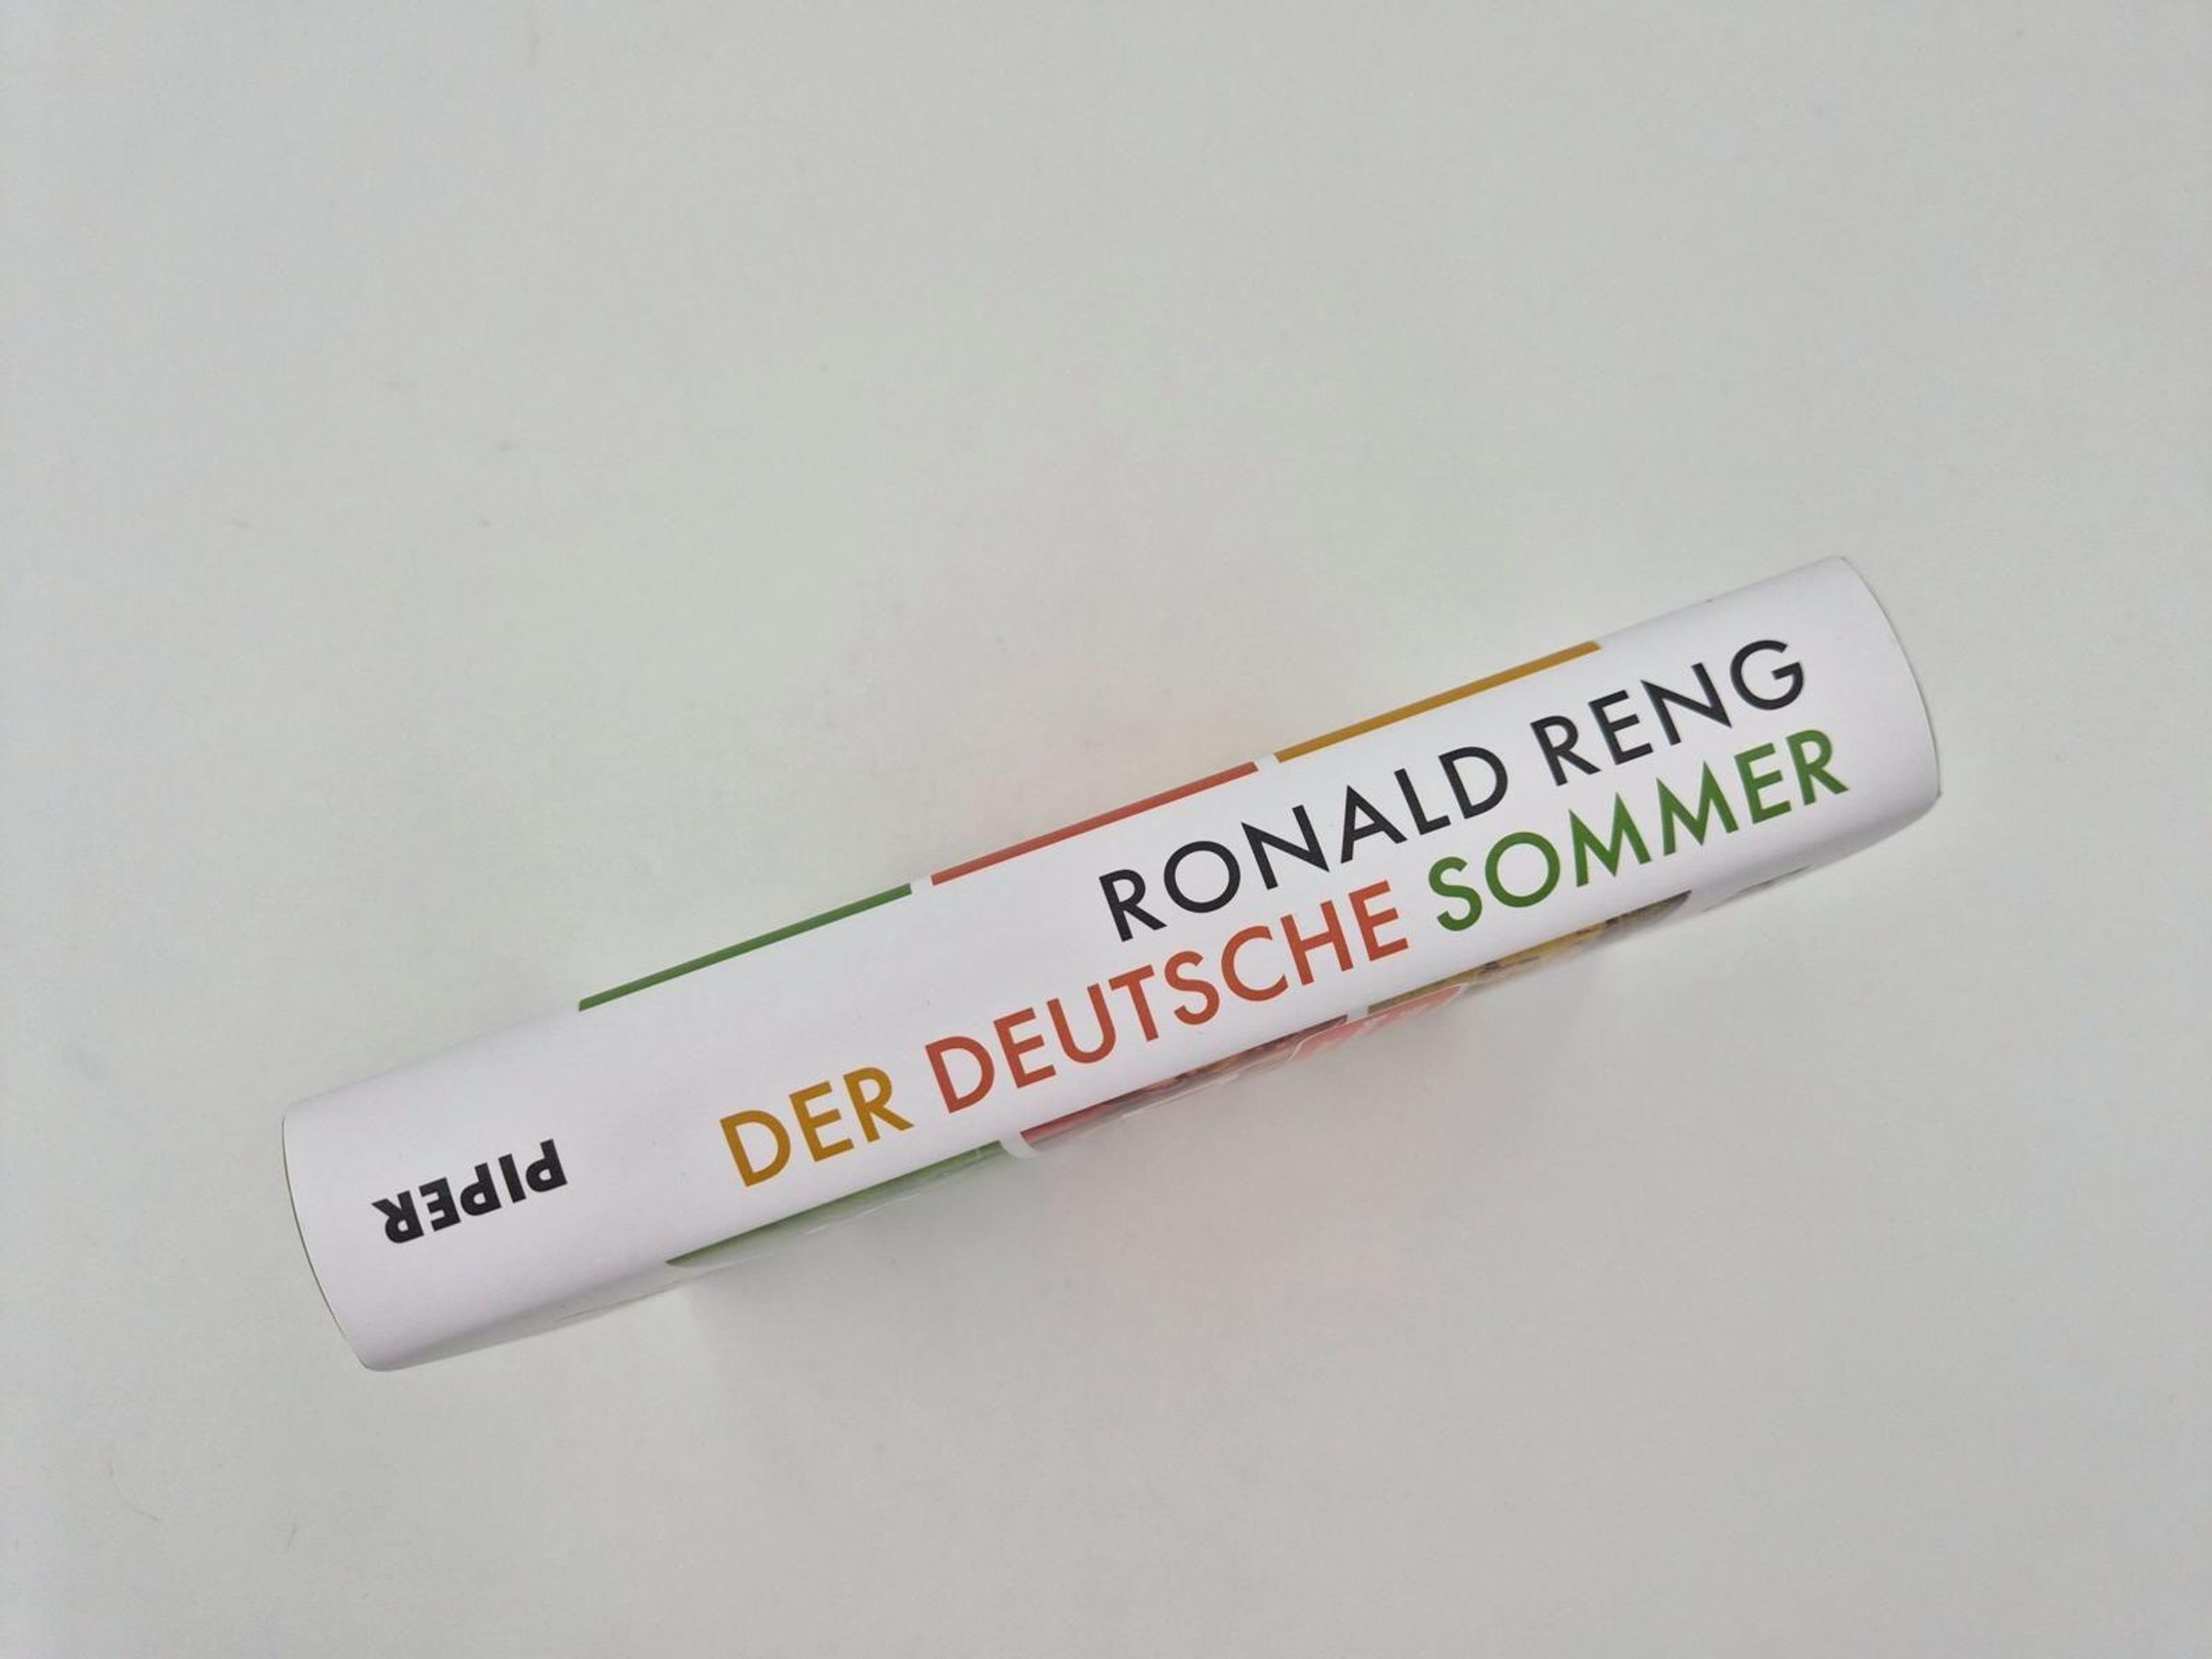 RONALD RENG
DER DEUTSCHE SOMMER
PIPER